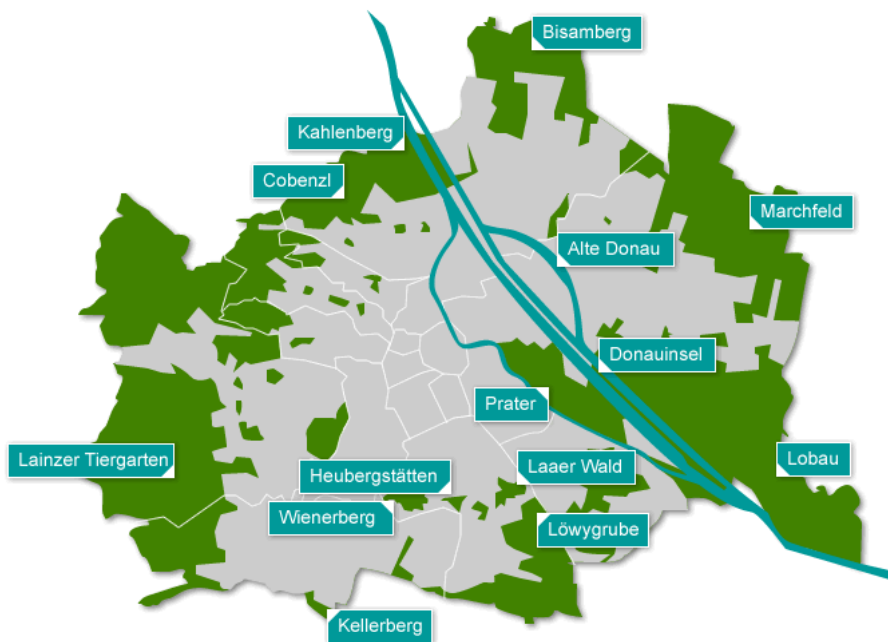 Bisamberg
Kahlenberg
Cobenzl
Marchfeld
Alte Donau
Donauinsel
Prater
Lainzer Tiergarten
Heubergstätten
Laaer Wald
Lobau
Wienerberg
Löwygrube
Kellerberg